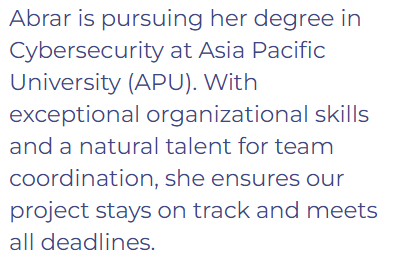 Abrar is pursuing her degree in
Cybersecurity at Asia Pacific
University (APU). With
exceptional organizational skills
and a natural talent for team
coordination, she ensures our
project stays on track and meets
all deadlines.